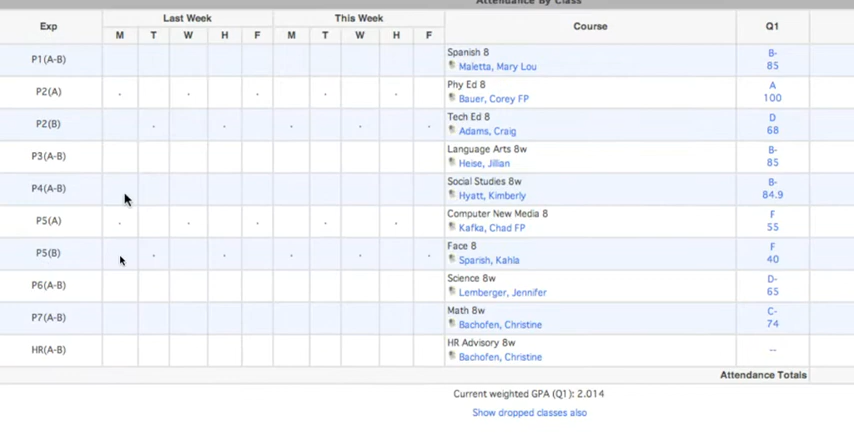 Attendance By Class
Exp Last Week This Week Course Q1
M T W H F M T W H F
P1(A-B) Spanish 8 B-
Maletta, Mary Lou 85
P2(A) . . . . . Phy Ed 8 A
Bauer, Corey FP 100
P2(B) . . . . . Tech Ed 8 D
Adams, Craig 68
P3(A-B) Language Arts 8w B-
Heise, Jillian 85
P4(A-B) Social Studies 8w B-
Hyatt, Kimberly 84.9
P5(A) . . . . . Computer New Media 8 F
Kafka, Chad FP 55
P5(B) . . . . . Face 8 F
Sparish, Kahla 40
P6(A-B) Science 8w D-
Lemberger, Jennifer 65
P7(A-B) Math 8w C-
Bachofen, Christine 74
HR(A-B) HR Advisory 8w --
Bachofen, Christine
Attendance Totals
Current weighted GPA (Q1): 2.014
Show dropped classes also